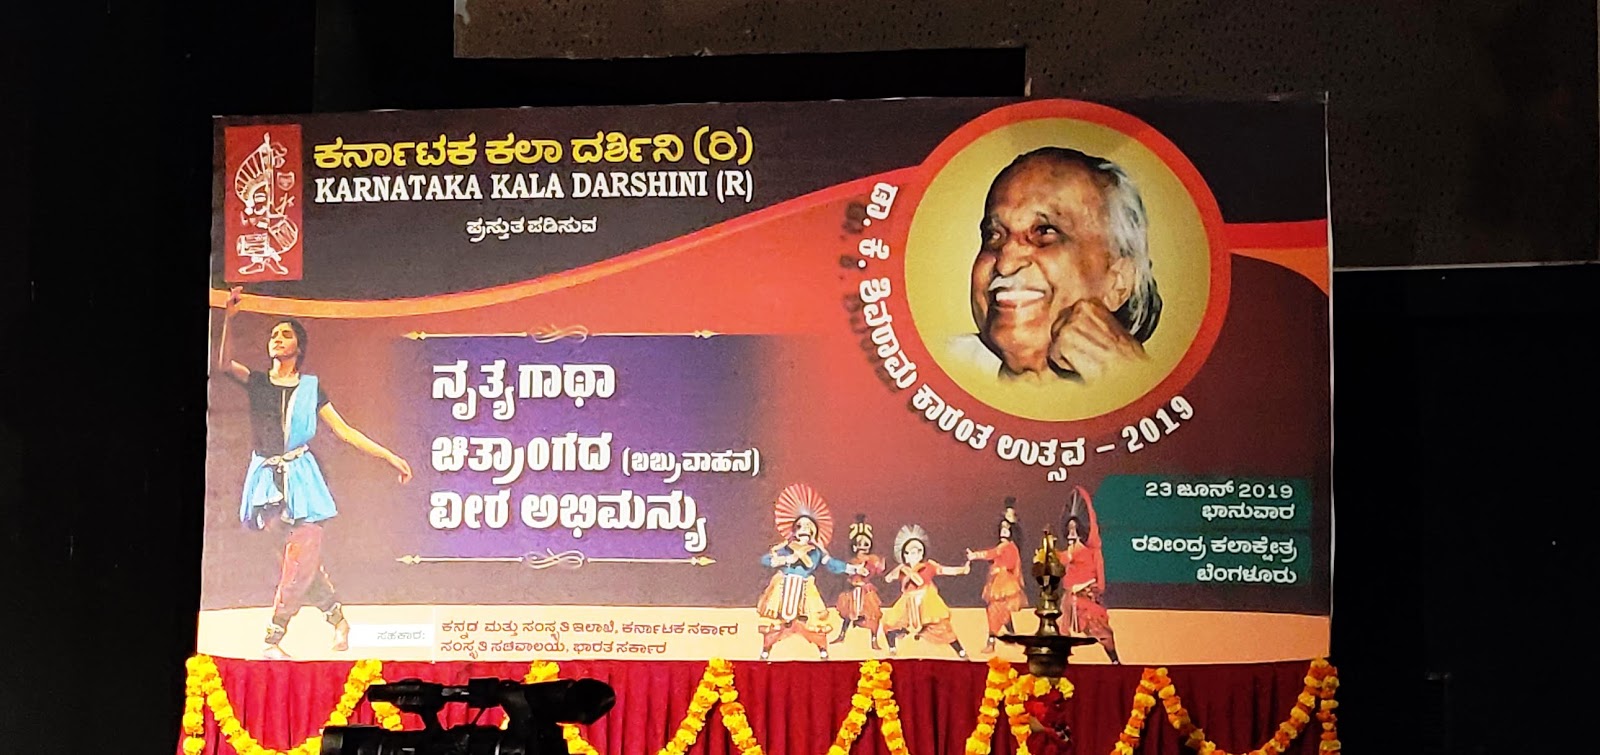 ಕರ್ನಾಟಕ ಕಲಾ ದರ್ಶಿನಿ (ರಿ)
KARNATAKA KALA DARSHINI (R)
ಪ್ರಸ್ತುತ ಪಡಿಸುವ
ಡಾ. ಕೆ. ಶಿವರಾಮ ಕಾರಂತ ಉತ್ಸವ – 2019
ನೃತ್ಯಗಾಥಾ
ಚಿತ್ರಾಂಗದ (ಬಬ್ರುವಾಹನ)
ವೀರ ಅಭಿಮನ್ಯು
23 ಜೂನ್ 2019
ಭಾನುವಾರ
ರವೀಂದ್ರ ಕಲಾಕ್ಷೇತ್ರ
ಬೆಂಗಳೂರು
ಸಹಕಾರ:
ಕನ್ನಡ ಮತ್ತು ಸಂಸ್ಕೃತಿ ಇಲಾಖೆ, ಕರ್ನಾಟಕ ಸರ್ಕಾರ
ಸಂಸ್ಕೃತಿ ಸಚಿವಾಲಯ, ಭಾರತ ಸರ್ಕಾರ